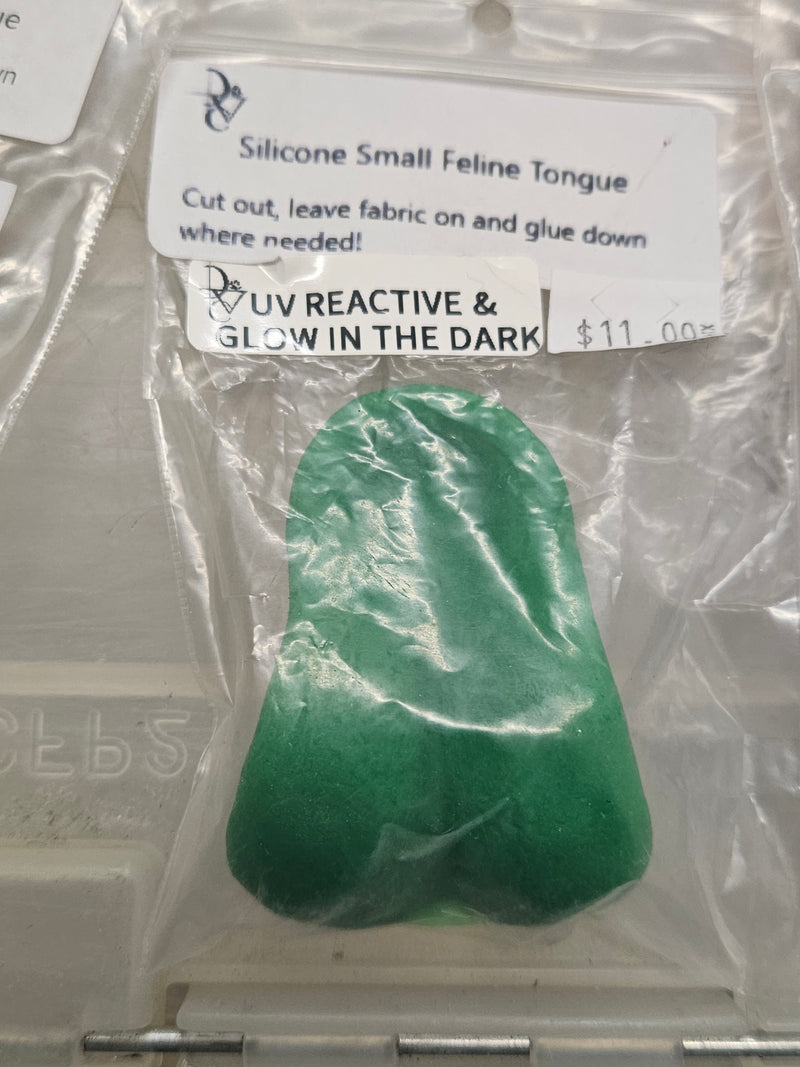 Silicone Small Feline Tongue
Cut out, leave fabric on and glue down
where needed!
UV REACTIVE &
GLOW IN THE DARK
$11.00